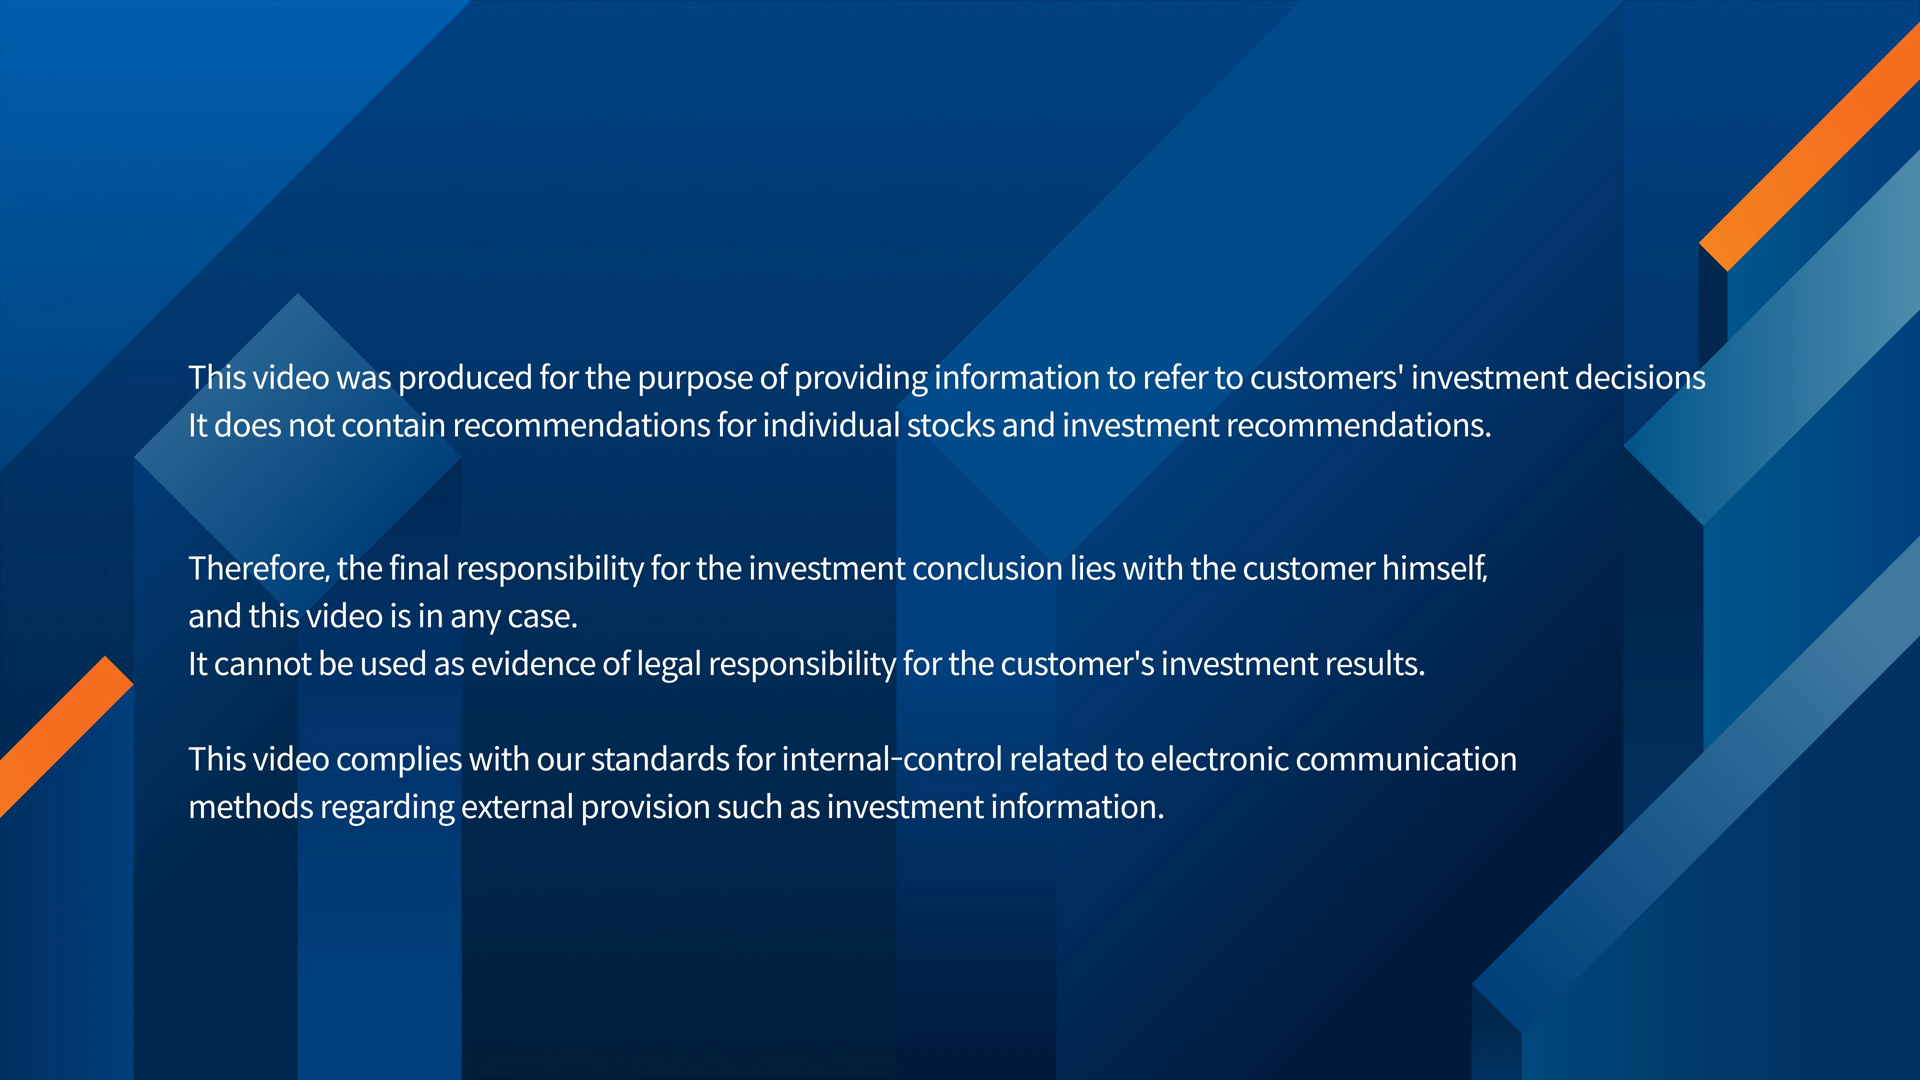 This video was produced for the purpose of providing information to refer to customers' investment decisions
It does not contain recommendations for individual stocks and investment recommendations.
Therefore, the final responsibility for the investment conclusion lies with the customer himself,
and this video is in any case.
It cannot be used as evidence of legal responsibility for the customer's investment results.
This video complies with our standards for internal-control related to electronic communication
methods regarding external provision such as investment information.